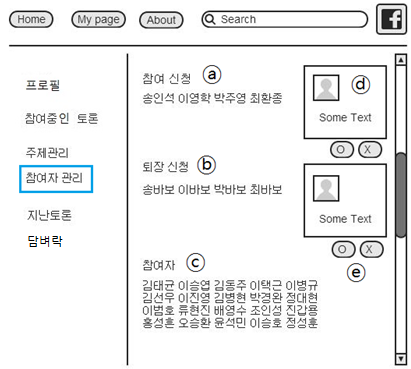 Home
My page
About
Search
f
프로필
참여중인 토론
주제관리
참여자 관리
지난토론
담벼락
참여 신청 ⓐ
송인석 이영학 박주영 최환종
ⓓ
Some Text
O X
퇴장 신청 ⓑ
송바보 이바보 박바보 최바보
Some Text
O X
ⓔ
참여자 ⓒ
김태균 이승엽 김동주 이택근 이병규
김선우 이진영 김병현 박경완 정대현
이범호 류현진 배영수 조인성 진갑용
홍성흔 오승환 윤석민 이승호 정성훈